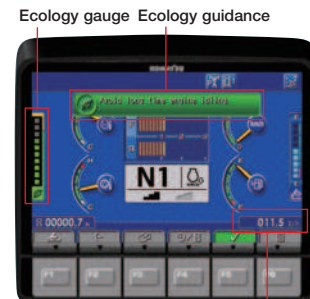 Ecology gauge Ecology guidance
KOMATSU
Avoid long time engine idling
N1
00000.7
011.5
F1 F2 F3 F4 F5 F6